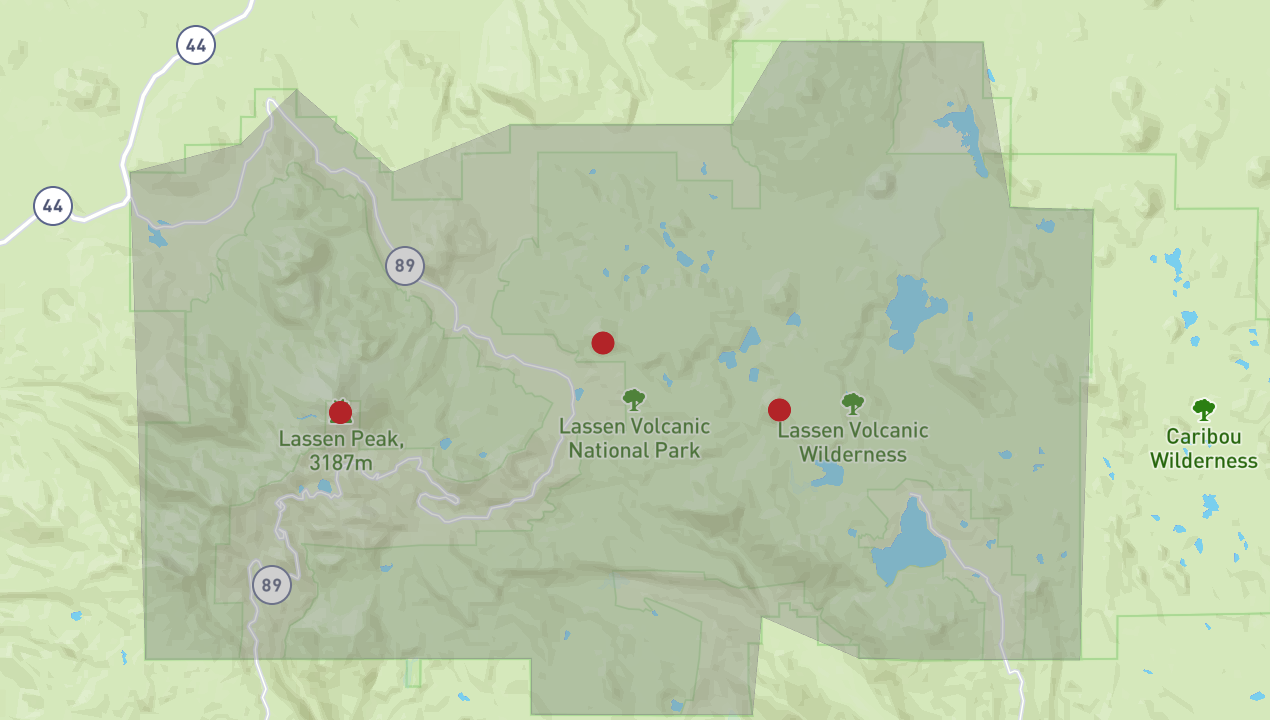 44
44
89
Lassen Peak,
3187m
Lassen Volcanic
National Park
Lassen Volcanic
Wilderness
Caribou
Wilderness
89